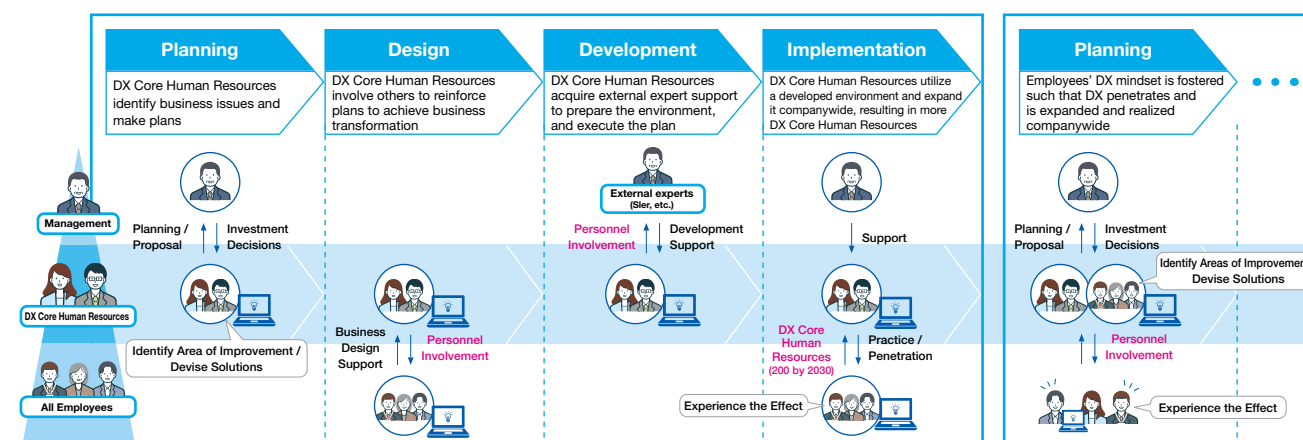 Planning
DX Core Human Resources
identify business issues and
make plans
Design
DX Core Human Resources
involve others to reinforce
plans to achieve business
transformation
Development
DX Core Human Resources
acquire external expert support
to prepare the environment,
and execute the plan
Implementation
DX Core Human Resources utilize
a developed environment and expand
it companywide, resulting in more
DX Core Human Resources
Planning
Employees' DX mindset is fostered
such that DX penetrates and
is expanded and realized
companywide
Management
DX Core Human Resources
All Employees
Planning /
Proposal
Investment
Decisions
Identify Area of Improvement /
Devise Solutions
Business
Design
Support
Personnel
Involvement
External experts
(SIer, etc.)
Personnel
Involvement
Development
Support
Support
DX Core
Human
Resources
(200 by 2030)
Practice /
Penetration
Experience the Effect
Planning /
Proposal
Investment
Decisions
Identify Areas of
Devise Solutions
Personnel
Involvement
Experience the Effect